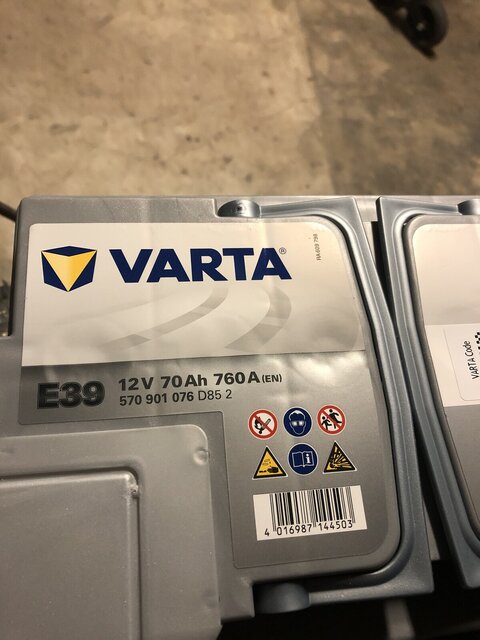 VARTA®
E39
12V 70Ah 760A (EN)
570 901 076 D85 2
4 016987 144503
VARTA Code